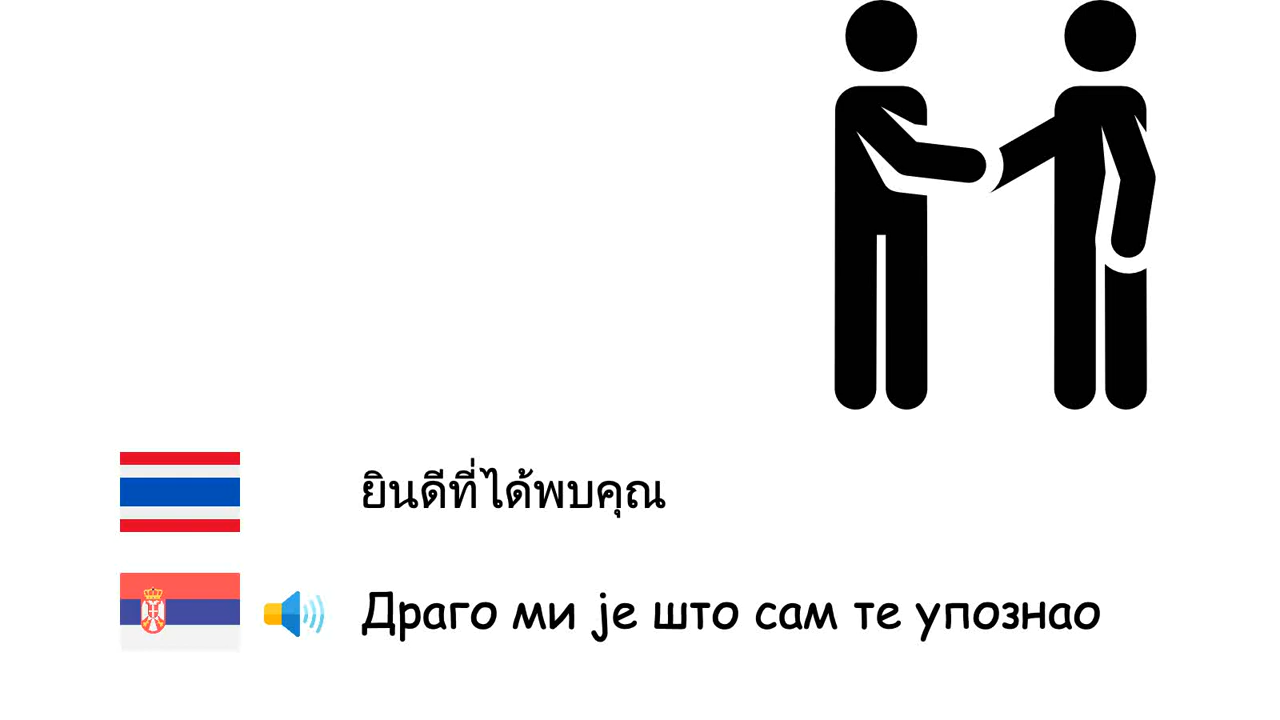 ยินดีที่ได้พบคุณ
Драго ми је што сам те упознао